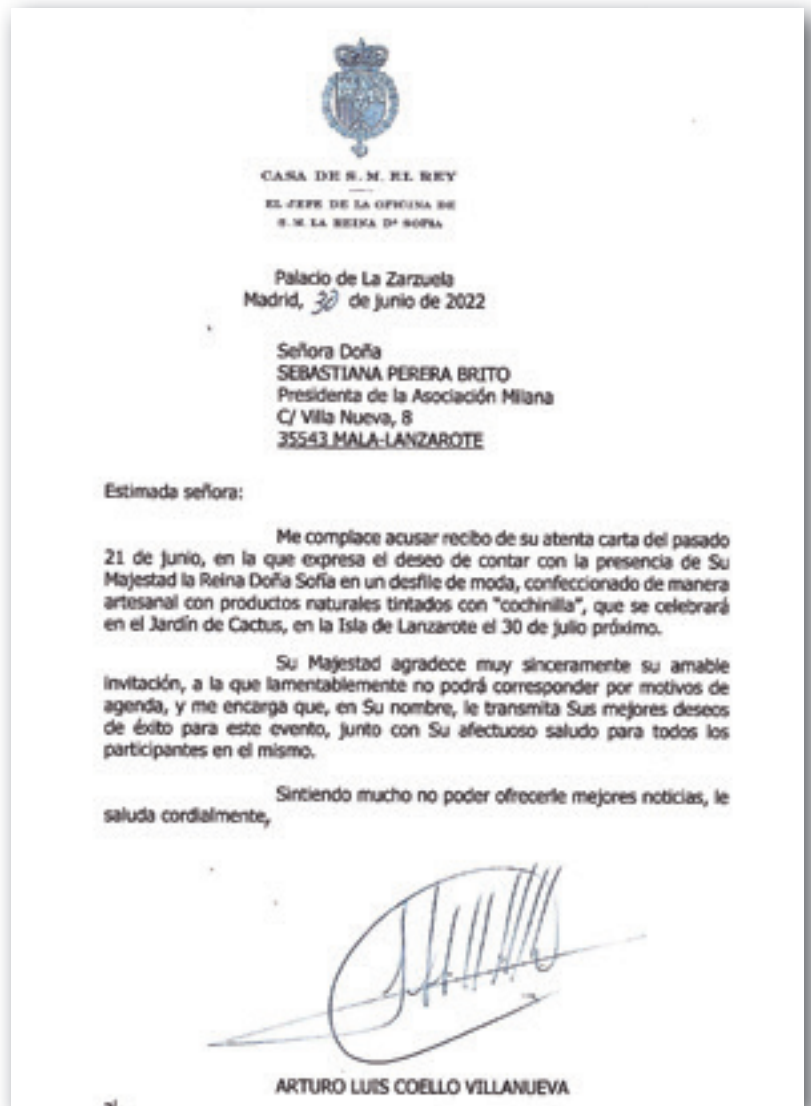 CASA DE S. M. EL REY
EL JEFE DE LA OFICINA DE
S. M. LA REINA Dª SOFIA
Palacio de La Zarzuela
Madrid, 30 de junio de 2022
Señora Doña
SEBASTIANA PERERA BRITO
Presidenta de la Asociación Milana
C/ Villa Nueva, 8
35543 MALA-LANZAROTE
Estimada señora:
Me complace acusar recibo de su atenta carta del pasado
21 de junio, en la que expresa el deseo de contar con la presencia de Su
Majestad la Reina Doña Sofía en un desfile de moda, confeccionado de manera
artesanal con productos naturales tintados con "cochinilla", que se celebrará
en el Jardín de Cactus, en la Isla de Lanzarote el 30 de julio próximo.
Su Majestad agradece muy sinceramente su amable
invitación, a la que lamentablemente no podrá corresponder por motivos de
agenda, y me encarga que, en Su nombre, le transmita Sus mejores deseos
de éxito para este evento, junto con Su afectuoso saludo para todos los
participantes en el mismo.
Sintiendo mucho no poder ofrecerle mejores noticias, le
saluda cordialmente,
ARTURO LUIS COELLO VILLANUEVA